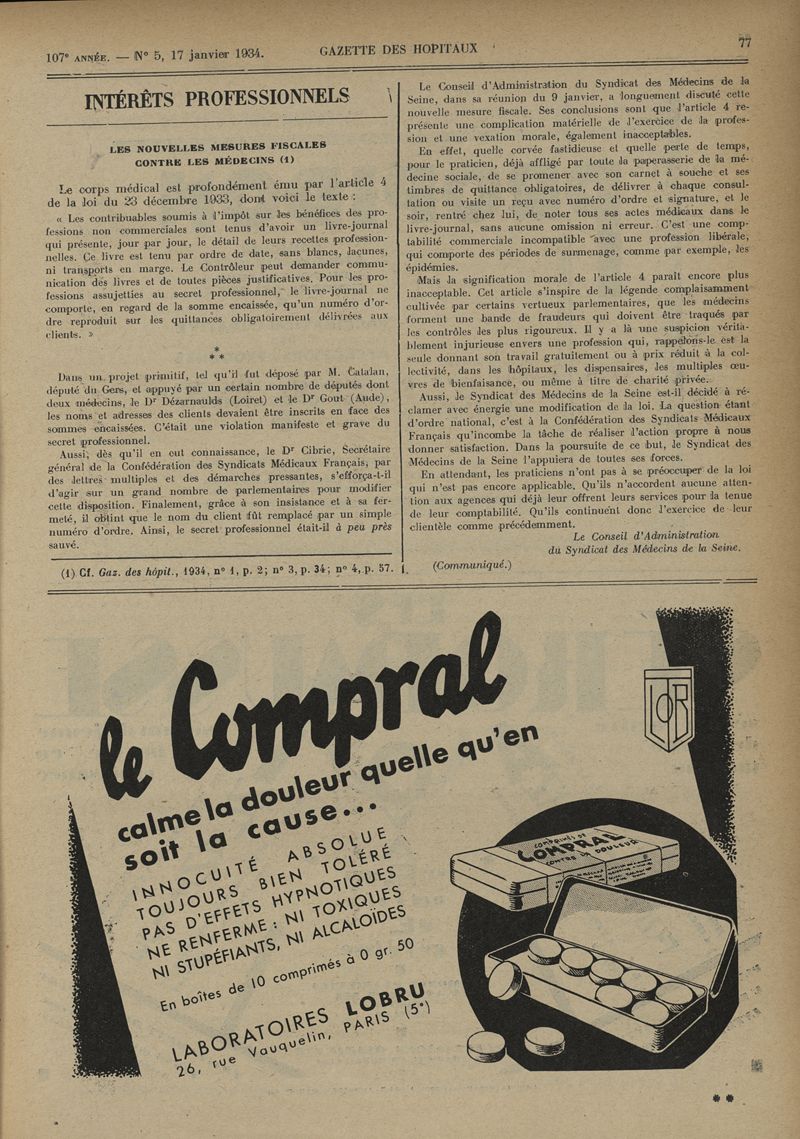 107e ANNÉE. — N° 5, 17 janvier 1934.
GAZETTE DES HOPITAUX
77
INTÉRÊTS PROFESSIONNELS
LES NOUVELLES MESURES FISCALES
CONTRE LES MÉDECINS (1)
Le corps médical est profondément ému par l'article 4
de la loi du 23 décembre 1933, dont voici le texte :
« Les contribuables soumis à l'impôt sur les bénéfices des pro-
fessions non commerciales sont tenus d'avoir un livre-journal
qui présente, jour par jour, le détail de leurs recettes profession-
nelles. Ce livre est tenu par ordre de date, sans blancs, lacunes,
ni transports en marge. Le Contrôleur peut demander commu-
nication des livres et de toutes pièces justificatives. Pour les pro-
fessions assujetties au secret professionnel, le livre-journal ne
comporte, en regard de la somme encaissée, qu'un numéro d'or-
dre reproduit sur les quittances obligatoirement délivrées aux
clients. »
*
* *
Dans un projet primitif, tel qu'il fut déposé par M. Catalan,
député du Gers, et appuyé par un certain nombre de députés dont
deux médecins, le Dr Dézarnaulds (Loiret) et le Dr Gout (Aude),
les noms et adresses des clients devaient être inscrits en face des
sommes encaissées. C'était une violation manifeste et grave du
secret professionnel.
Aussi, dès qu'il en eut connaissance, le Dr Cibrie, Secrétaire
général de la Confédération des Syndicats Médicaux Français, par
des lettres multiples et des démarches pressantes, s'efforça-t-il
d'agir sur un grand nombre de parlementaires pour modifier
cette disposition. Finalement, grâce à son insistance et à sa fer-
meté, il obtint que le nom du client fût remplacé par un simple
numéro d'ordre. Ainsi, le secret professionnel était-il à peu près
sauvé.
(1) Cf. Gaz. des hôpit., 1934, n° 1, p. 2; n° 3, p. 34; n° 4, p. 57.
Le Conseil d'Administration du Syndicat des Médecins de la
Seine, dans sa réunion du 9 janvier, a longuement discuté cette
nouvelle mesure fiscale. Ses conclusions sont que l'article 4 re-
présente une complication matérielle de l'exercice de la profes-
sion et une vexation morale, également inacceptables.
En effet, quelle corvée fastidieuse et quelle perte de temps,
pour le praticien, déjà affligé par toute la paperasserie de la mé-
decine sociale, de se promener avec son carnet à souche et ses
timbres de quittance obligatoires, de délivrer à chaque consul-
tation ou visite un reçu avec numéro d'ordre et signature, et le
soir, rentré chez lui, de noter tous ses actes médicaux dans le
livre-journal, sans aucune omission ni erreur. C'est une comp-
tabilité commerciale incompatible avec une profession libérale,
qui comporte des périodes de surmenage, comme par exemple, les
épidémies.
Mais la signification morale de l'article 4 paraît encore plus
inacceptable. Cet article s'inspire de la légende complaisamment
cultivée par certains vertueux parlementaires, que les médecins
forment une bande de fraudeurs qui doivent être traqués par
les contrôles les plus rigoureux. Il y a là une suspicion vérita-
blement injurieuse envers une profession qui, rappelons-le est la
seule donnant son travail gratuitement ou à prix réduit à la col-
lectivité, dans les hôpitaux, les dispensaires, les multiples œu-
vres de bienfaisance, ou même à titre de charité privée.
Aussi, le Syndicat des Médecins de la Seine est-il décidé à ré-
clamer avec énergie une modification de la loi. La question étant
d'ordre national, c'est à la Confédération des Syndicats Médicaux
Français qu'incombe la tâche de réaliser l'action propre à nous
donner satisfaction. Dans la poursuite de ce but, le Syndicat des
Médecins de la Seine l'appuiera de toutes ses forces.
En attendant, les praticiens n'ont pas à se préoccuper de la loi
qui n'est pas encore applicable. Qu'ils n'accordent aucune atten-
tion aux agences qui déjà leur offrent leurs services pour la tenue
de leur comptabilité. Qu'ils continuent donc l'exercice de leur
clientèle comme précédemment.
Le Conseil d'Administration
du Syndicat des Médecins de la Seine.
(Communiqué.)
le Compral
calme la douleur quelle qu'en
soit la cause...
INNOCUITÉ ABSOLUE
TOUJOURS BIEN TOLÉRÉ
PAS D'EFFETS HYPNOTIQUES
NE RENFERME : NI TOXIQUES
NI STUPÉFIANTS, NI ALCALOÏDES
En boîtes de 10 comprimés à 0 gr. 50
LABORATOIRES LOBRU
26, rue Vauquelin, PARIS (5e)
LOB
COMPRIMÉS DE
COMPRAL
CONTRE LA DOULEUR
* *